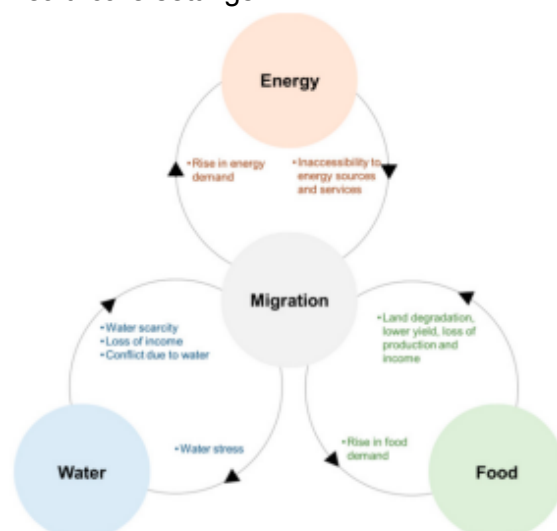 Energy
•Rise in energy
demand
•Inaccessibility to
energy sources
and services
Migration
•Water scarcity
•Loss of income
•Conflict due to water
•Land degradation,
lower yield, loss of
production and
income
•Water stress
•Rise in food
demand
Water
Food